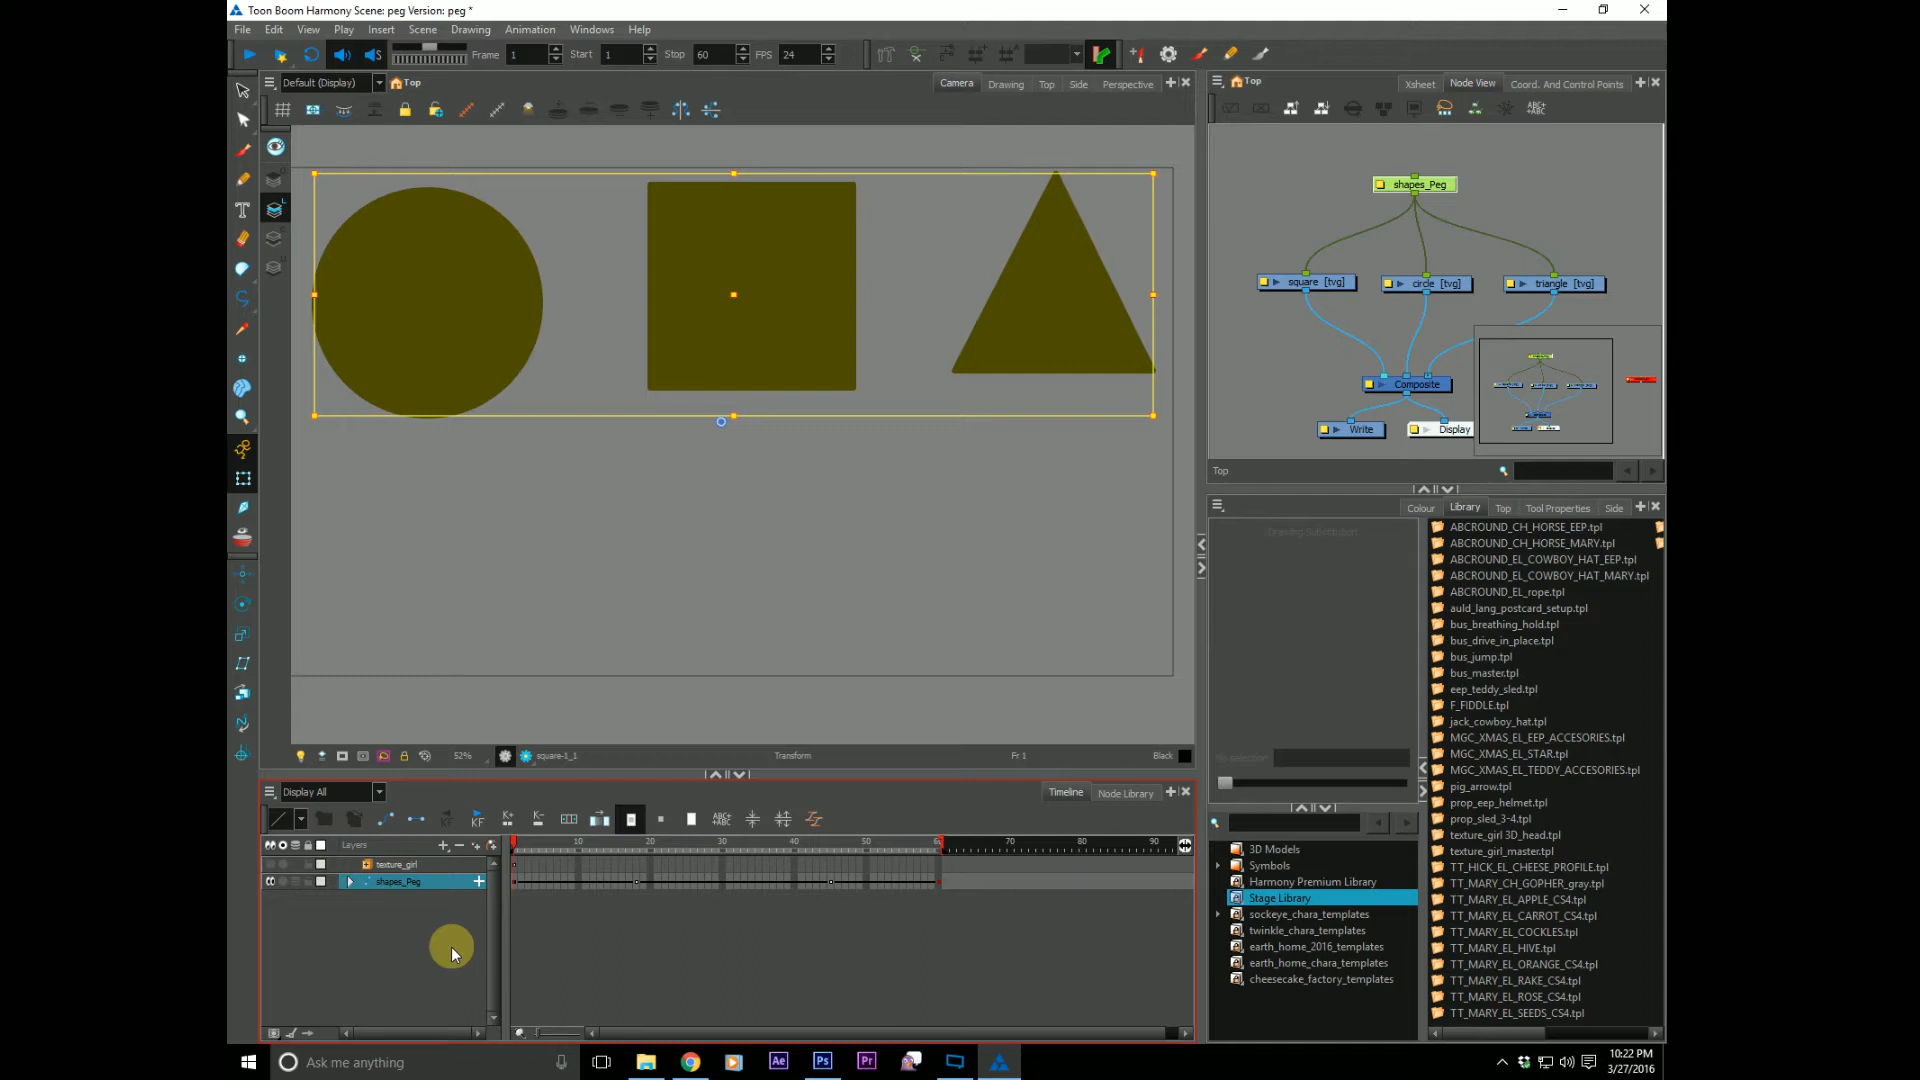 Toon Boom Harmony Scene: peg Version: peg *
File Edit View Play Insert Scene Drawing Animation Windows Help
Frame 1 Start 1 Stop 60 FPS 24
Default (Display) Top Camera Drawing Top Side Perspective
Top Xsheet Node View Coord. And Control Points
shapes_Peg
square [tvg] circle [tvg] triangle [tvg]
Composite
Write Display
Top
Colour Library Top Tool Properties Side
Drawing Substitution
ABCROUND_CH_HORSE_EEP.tpl
ABCROUND_CH_HORSE_MARY.tpl
ABCROUND_EL_COWBOY_HAT_EEP.tpl
ABCROUND_EL_COWBOY_HAT_MARY.tpl
ABCROUND_EL_rope.tpl
auld_lang_postcard_setup.tpl
bus_breathing_hold.tpl
bus_drive_in_place.tpl
bus_jump.tpl
bus_master.tpl
eep_teddy_sled.tpl
F_FIDDLE.tpl
jack_cowboy_hat.tpl
MGC_XMAS_EL_EEP_ACCESORIES.tpl
MGC_XMAS_EL_STAR.tpl
MGC_XMAS_EL_TEDDY_ACCESORIES.tpl
pig_arrow.tpl
prop_eep_helmet.tpl
prop_sled_3-4.tpl
texture_girl 3D_head.tpl
texture_girl_master.tpl
TT_HICK_EL_CHEESE_PROFILE.tpl
TT_MARY_CH_GOPHER_gray.tpl
TT_MARY_EL_APPLE_CS4.tpl
TT_MARY_EL_CARROT_CS4.tpl
TT_MARY_EL_COCKLES.tpl
TT_MARY_EL_HIVE.tpl
TT_MARY_EL_ORANGE_CS4.tpl
TT_MARY_EL_RAKE_CS4.tpl
TT_MARY_EL_ROSE_CS4.tpl
TT_MARY_EL_SEEDS_CS4.tpl
No selection
3D Models
Symbols
Harmony Premium Library
Stage Library
sockeye_chara_templates
twinkle_chara_templates
earth_home_2016_templates
earth_home_chara_templates
cheesecake_factory_templates
52% square-1_1 Transform Fr 1 Black
Display All Timeline Node Library
Layers 10 20 30 40 50 70 80 90
texture_girl
shapes_Peg
Ask me anything
Ae Ps Pr
10:22 PM
3/27/2016